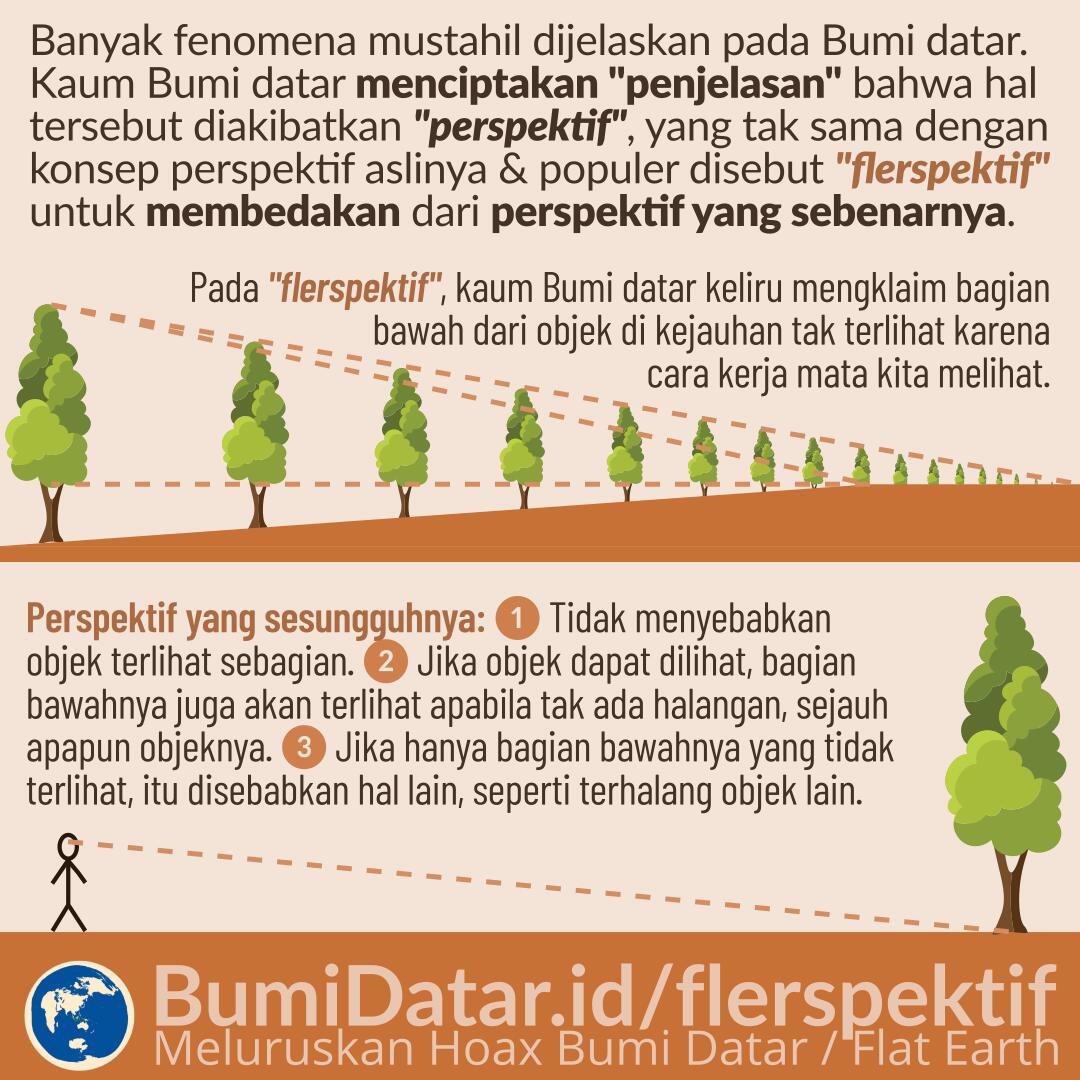 Banyak fenomena mustahil dijelaskan pada Bumi datar.
Kaum Bumi datar menciptakan "penjelasan" bahwa hal
tersebut diakibatkan "perspektif", yang tak sama dengan
konsep perspektif aslinya & populer disebut "flerspektif"
untuk membedakan dari perspektif yang sebenarnya.
Pada "flerspektif", kaum Bumi datar keliru mengklaim bagian
bawah dari objek di kejauhan tak terlihat karena
cara kerja mata kita melihat.
Perspektif yang sesungguhnya: 1 Tidak menyebabkan
objek terlihat sebagian. 2 Jika objek dapat dilihat, bagian
bawahnya juga akan terlihat apabila tak ada halangan, sejauh
apapun objeknya. 3 Jika hanya bagian bawahnya yang tidak
terlihat, itu disebabkan hal lain, seperti terhalang objek lain.
BumiDatar.id/flerspektif
Meluruskan Hoax Bumi Datar / Flat Earth